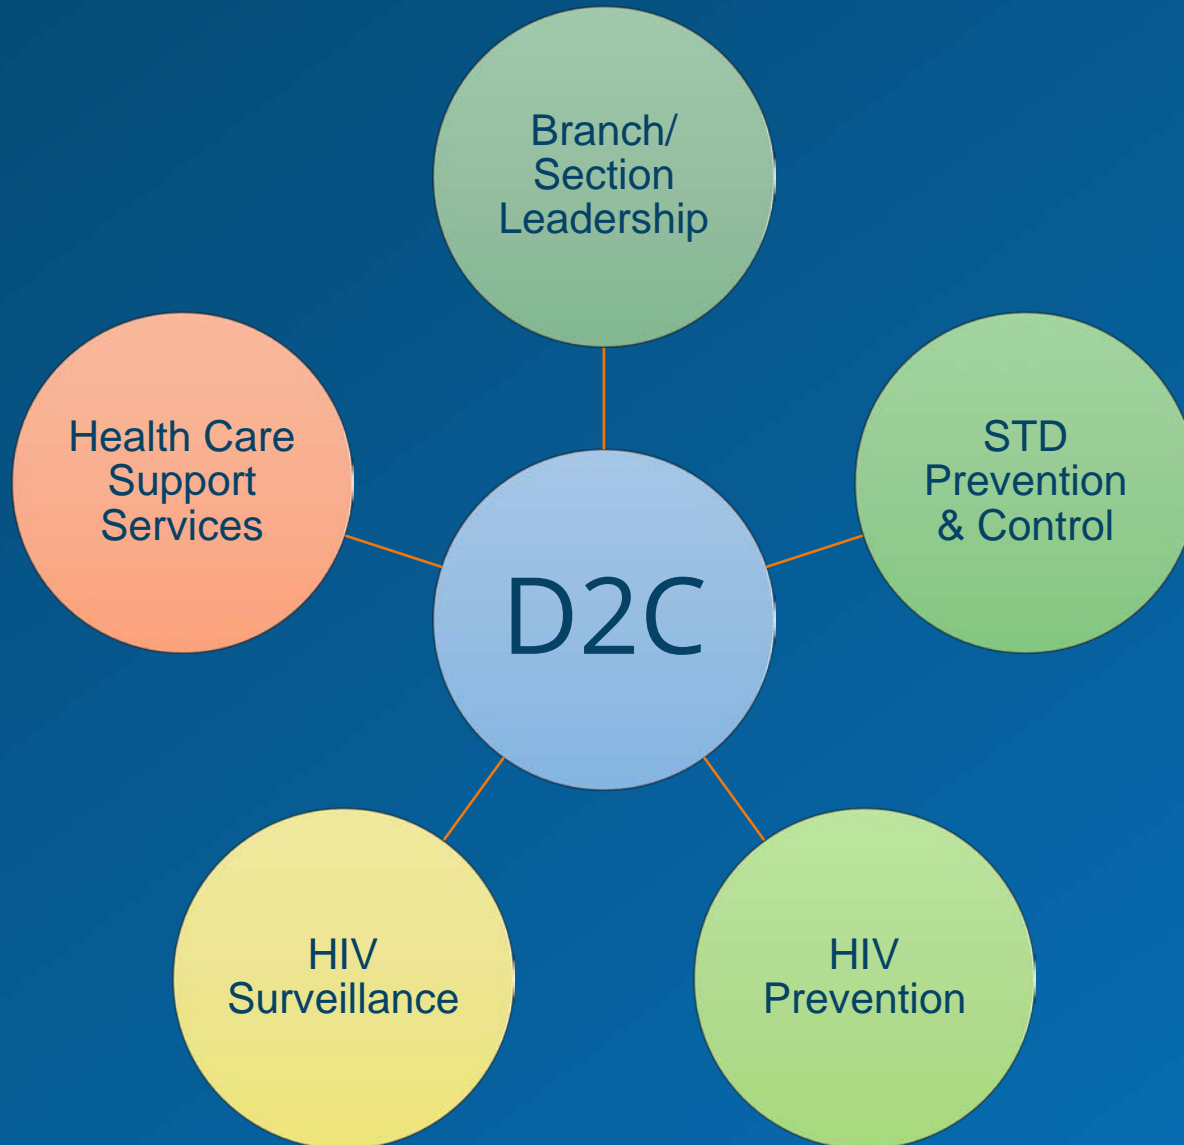 Branch/
Section
Leadership
Health Care
Support
Services
STD
Prevention
& Control
D2C
HIV
Surveillance
HIV
Prevention